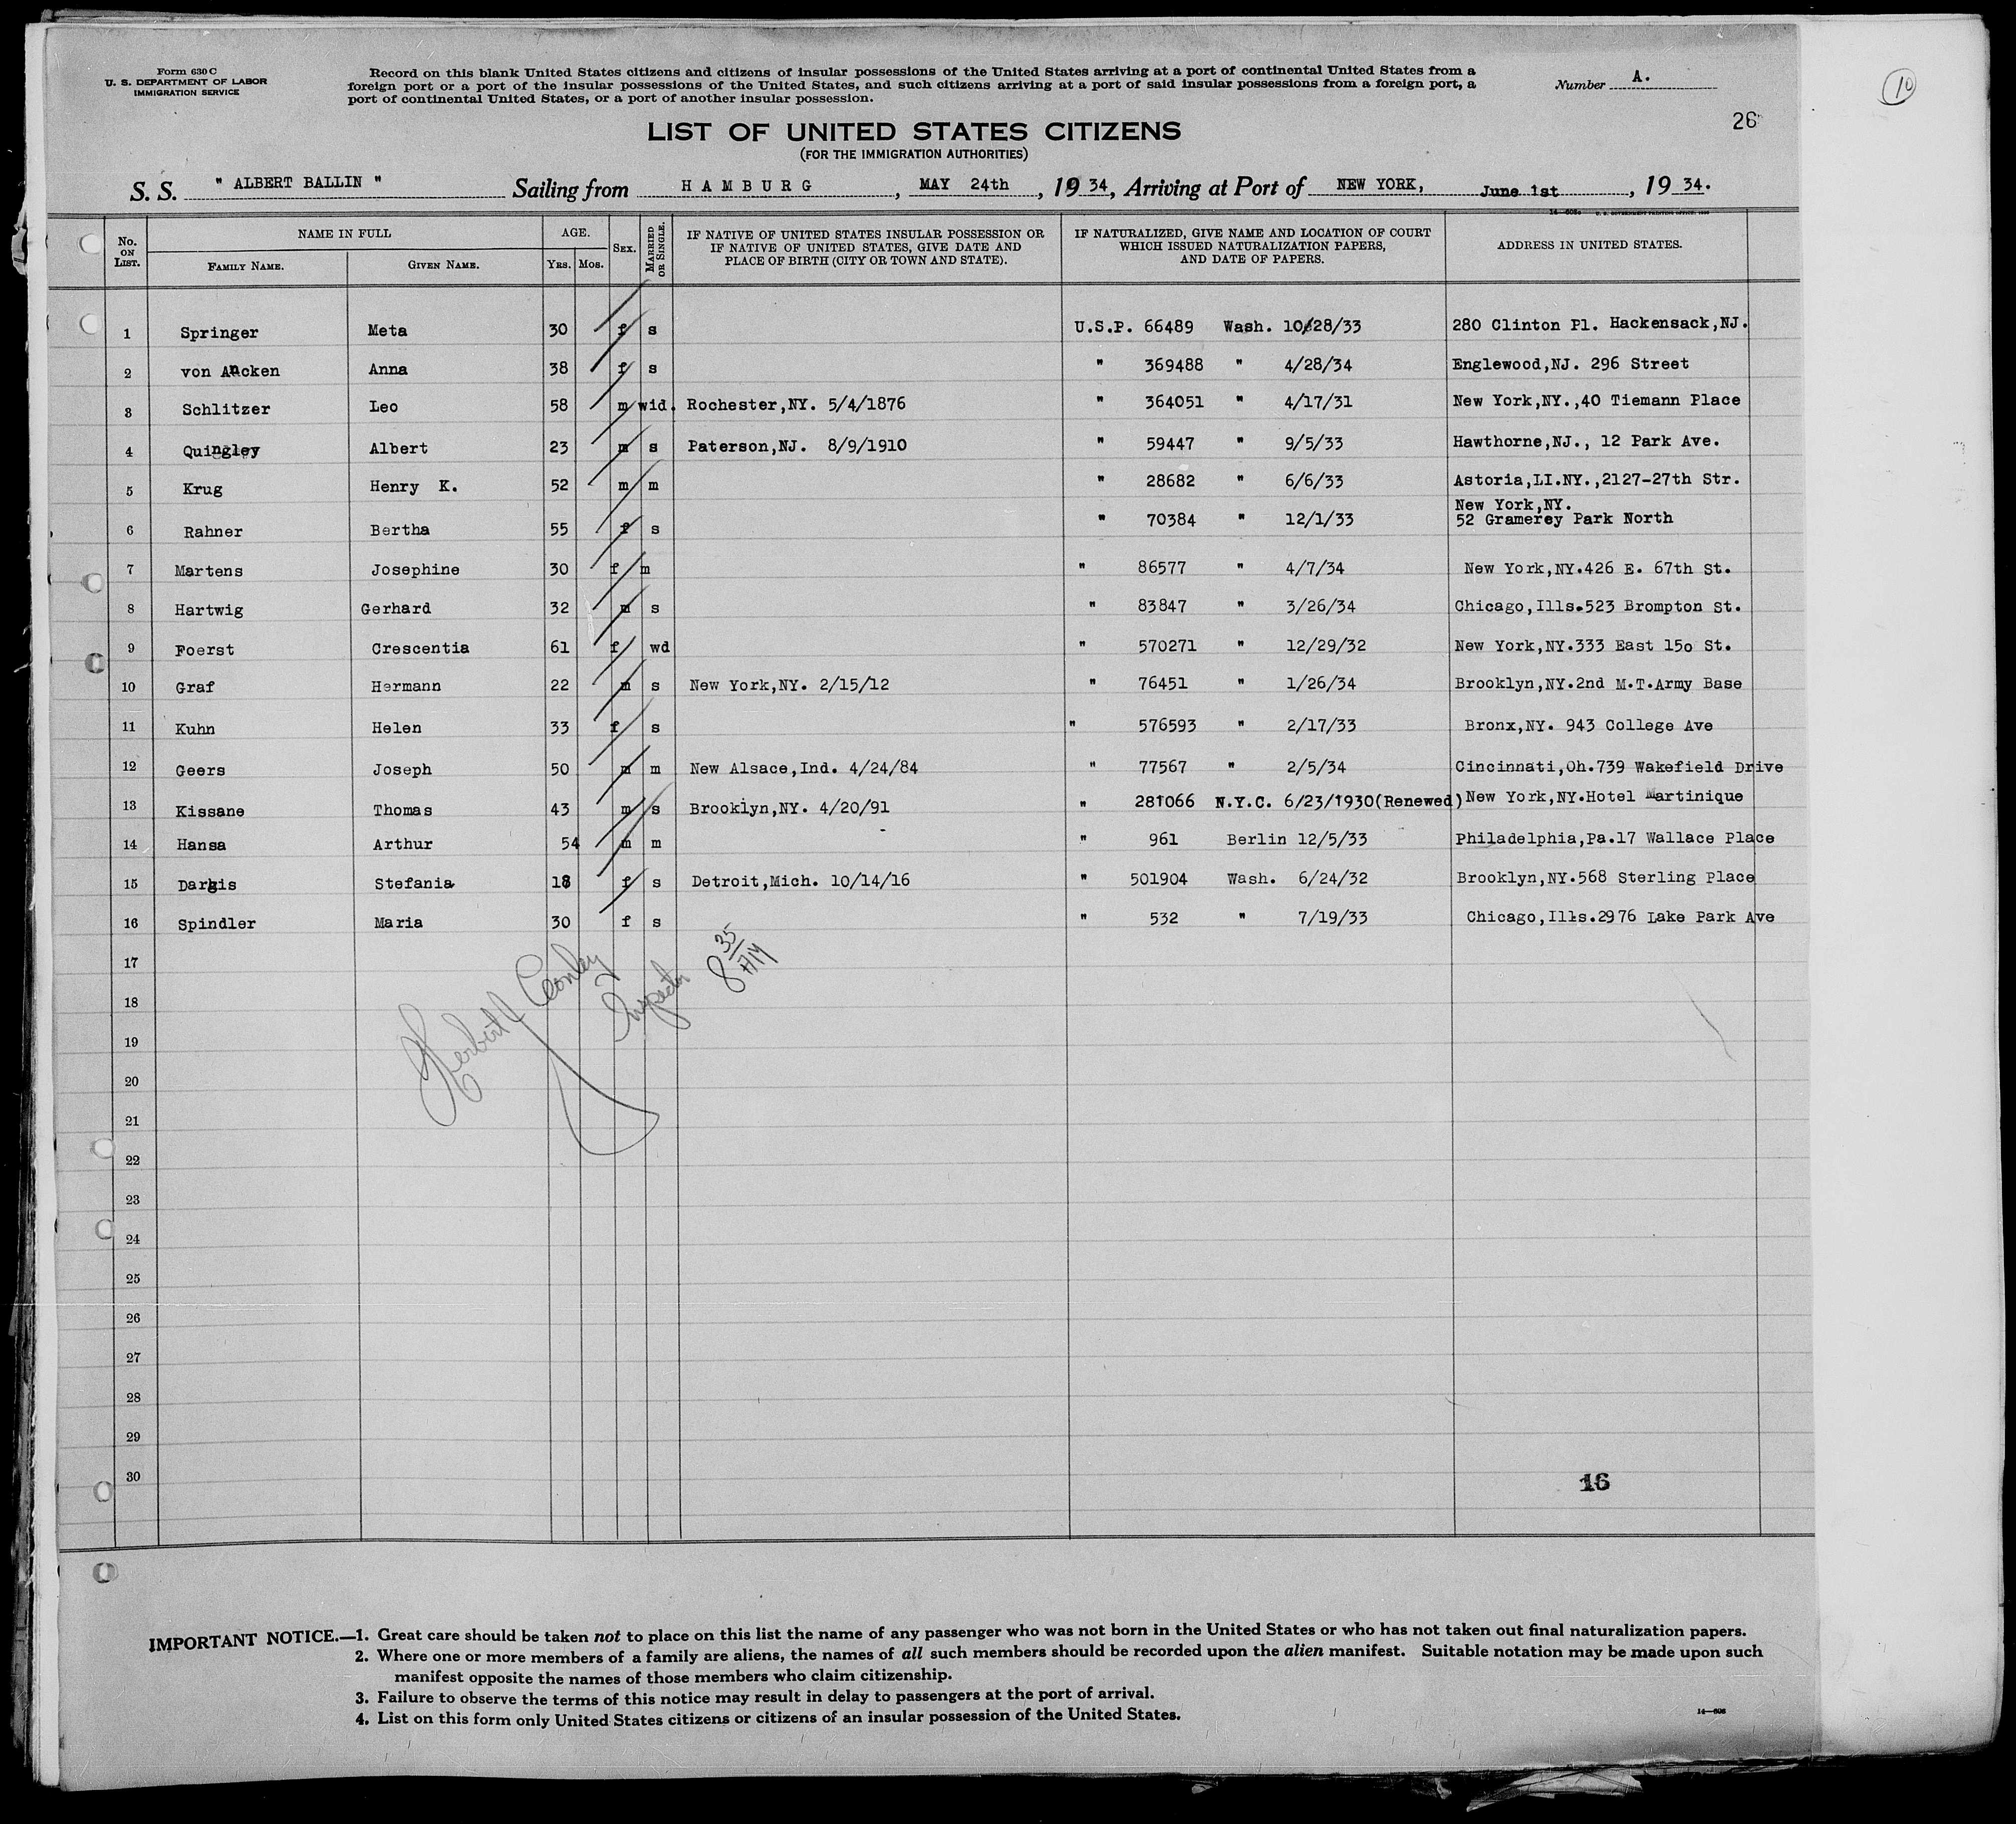 Form 630 C
U. S. DEPARTMENT OF LABOR
IMMIGRATION SERVICE
Record on this blank United States citizens and citizens of insular possessions of the United States arriving at a port of continental United States from a
foreign port or a port of the insular possessions of the United States, and such citizens arriving at a port of said insular possessions from a foreign port, a
port of continental United States, or a port of another insular possession.
Number A.
10
26
LIST OF UNITED STATES CITIZENS
(FOR THE IMMIGRATION AUTHORITIES)
S. S. " ALBERT BALLIN " Sailing from HAMBURG, MAY 24th, 1934, Arriving at Port of NEW YORK, June 1st, 1934.
No. ON LIST. NAME IN FULL FAMILY NAME. GIVEN NAME. AGE. YRS. MOS. SEX. MARRIED OR SINGLE. IF NATIVE OF UNITED STATES INSULAR POSSESSION OR IF NATIVE OF UNITED STATES, GIVE DATE AND PLACE OF BIRTH (CITY OR TOWN AND STATE). IF NATURALIZED, GIVE NAME AND LOCATION OF COURT WHICH ISSUED NATURALIZATION PAPERS, AND DATE OF PAPERS. ADDRESS IN UNITED STATES.
1 Springer Meta 30 f s U.S.P. 66489 Wash. 10/28/33 280 Clinton Pl. Hackensack,NJ.
2 von Ancken Anna 38 f s " 369488 " 4/28/34 Englewood,NJ. 296 Street
3 Schlitzer Leo 58 m wid. Rochester,NY. 5/4/1876 " 364051 " 4/17/31 New York,NY.,40 Tiemann Place
4 Quingley Albert 23 m s Paterson,NJ. 8/9/1910 " 59447 " 9/5/33 Hawthorne,NJ., 12 Park Ave.
5 Krug Henry K. 52 m m " 28682 " 6/6/33 Astoria,LI.NY.,2127-27th Str.
6 Rahner Bertha 55 f s " 70384 " 12/1/33 New York,NY. 52 Gramerey Park North
7 Martens Josephine 30 f m " 86577 " 4/7/34 New York,NY.426 E. 67th St.
8 Hartwig Gerhard 32 m s " 83847 " 3/26/34 Chicago,Ills.523 Brompton St.
9 Foerst Crescentia 61 f wd " 570271 " 12/29/32 New York,NY.333 East 15o St.
10 Graf Hermann 22 m s New York,NY. 2/15/12 " 76451 " 1/26/34 Brooklyn,NY.2nd M.T.Army Base
11 Kuhn Helen 33 f s " 576593 " 2/17/33 Bronx,NY. 943 College Ave
12 Geers Joseph 50 m m New Alsace,Ind. 4/24/84 " 77567 " 2/5/34 Cincinnati,Oh.739 Wakefield Drive
13 Kissane Thomas 43 m s Brooklyn,NY. 4/20/91 " 281066 N.Y.C. 6/23/1930(Renewed) New York,NY.Hotel Martinique
14 Hansa Arthur 54 m m " 961 Berlin 12/5/33 Philadelphia,Pa.17 Wallace Place
15 Dargis Stefania 18 f s Detroit,Mich. 10/14/16 " 501904 Wash. 6/24/32 Brooklyn,NY.568 Sterling Place
16 Spindler Maria 30 f s " 532 " 7/19/33 Chicago,Ills.2976 Lake Park Ave
Herbert J Conley
Inspector
8 35/AM
17
18
19
20
21
22
23
24
25
26
27
28
29
30
16
IMPORTANT NOTICE.—1. Great care should be taken not to place on this list the name of any passenger who was not born in the United States or who has not taken out final naturalization papers.
2. Where one or more members of a family are aliens, the names of all such members should be recorded upon the alien manifest. Suitable notation may be made upon such
manifest opposite the names of those members who claim citizenship.
3. Failure to observe the terms of this notice may result in delay to passengers at the port of arrival.
4. List on this form only United States citizens or citizens of an insular possession of the United States.
14—608